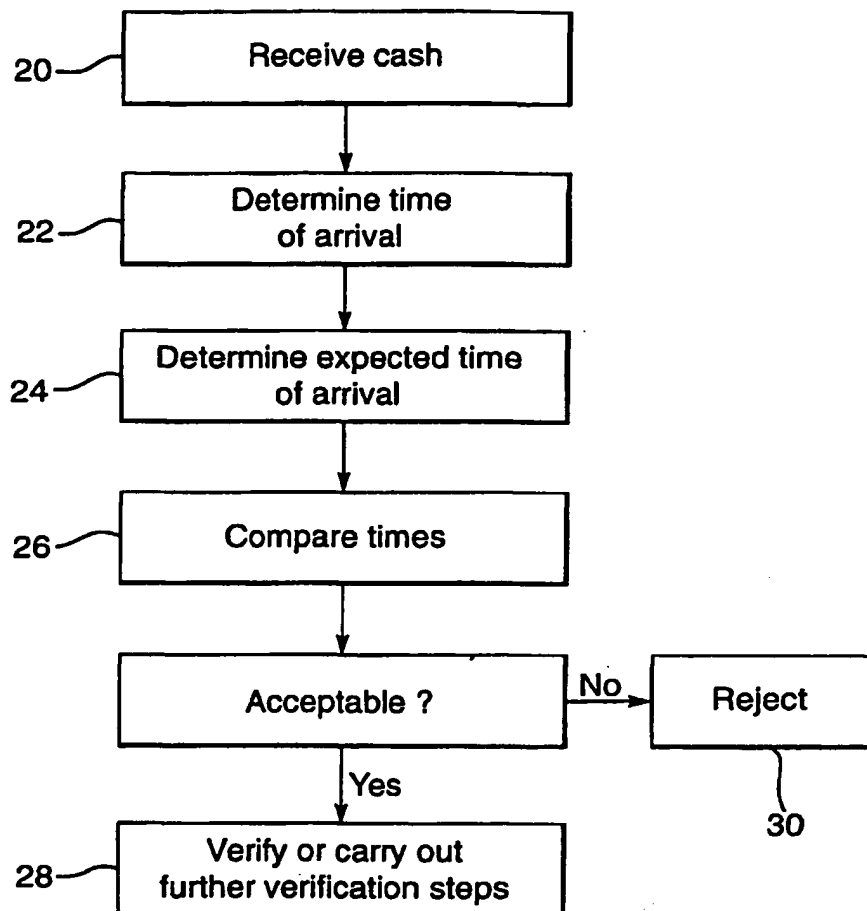 20
Receive cash
22
Determine time
of arrival
24
Determine expected time
of arrival
26
Compare times
Acceptable ?
No
Reject
30
Yes
28
Verify or carry out
further verification steps